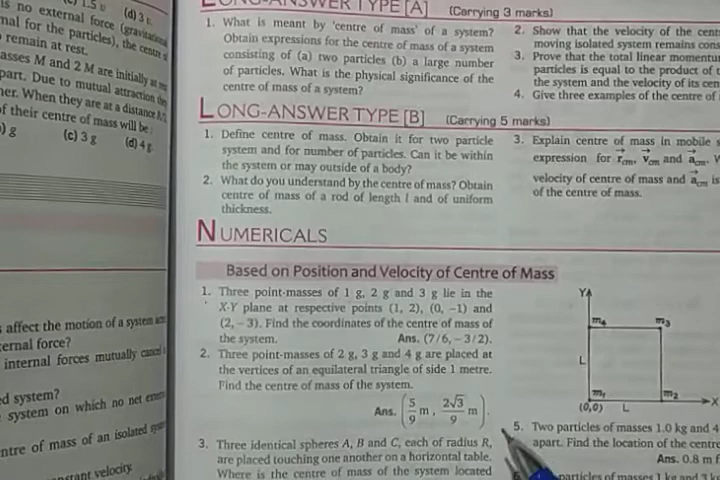 is no external force (gravitational
mal for the particles), the centre of
remain at rest.
asses M and 2 M are initially at
part. Due to mutual attraction they
her. When they are at a distance
f their centre of mass will be
g (c) 3 g (d) 4 g
affect the motion of a system
ernal force?
internal forces mutually cancel
ed system?
system on which no net
ntre of mass of an isolated
velocity.
LONG-ANSWER TYPE [A] (Carrying 3 marks)
1. What is meant by 'centre of mass' of a system?
Obtain expressions for the centre of mass of a system
consisting of (a) two particles (b) a large number
of particles. What is the physical significance of the
centre of mass of a system?
2. Show that the velocity of the cent
moving isolated system remains cons
3. Prove that the total linear momentu
particles is equal to the product of
the system and the velocity of its cen
4. Give three examples of the centre of
LONG-ANSWER TYPE [B] (Carrying 5 marks)
1. Define centre of mass. Obtain it for two particle
system and for number of particles. Can it be within
the system or may outside of a body?
2. What do you understand by the centre of mass? Obtain
centre of mass of a rod of length l and of uniform
thickness.
3. Explain centre of mass in mobile s
expression for r⃗cm, v⃗cm and a⃗cm.
velocity of centre of mass and a⃗cm is
of the centre of mass.
NUMERICALS
Based on Position and Velocity of Centre of Mass
1. Three point-masses of 1 g, 2 g and 3 g lie in the
X-Y plane at respective points (1, 2), (0, −1) and
(2, − 3). Find the coordinates of the centre of mass of
the system. Ans. (7/6, − 3/2).
2. Three point-masses of 2 g, 3 g and 4 g are placed at
the vertices of an equilateral triangle of side 1 metre.
Find the centre of mass of the system.
Ans. (5/9 m, 2√3/9 m).
3. Three identical spheres A, B and C, each of radius R,
are placed touching one another on a horizontal table.
Where is the centre of mass of the system located
Y
m4 m3
L
m1 m2
X
(0,0) L
5. Two particles of masses 1.0 kg and 4
apart. Find the location of the centre
Ans. 0.8 m f
particles of masses 1 kg and 3 k